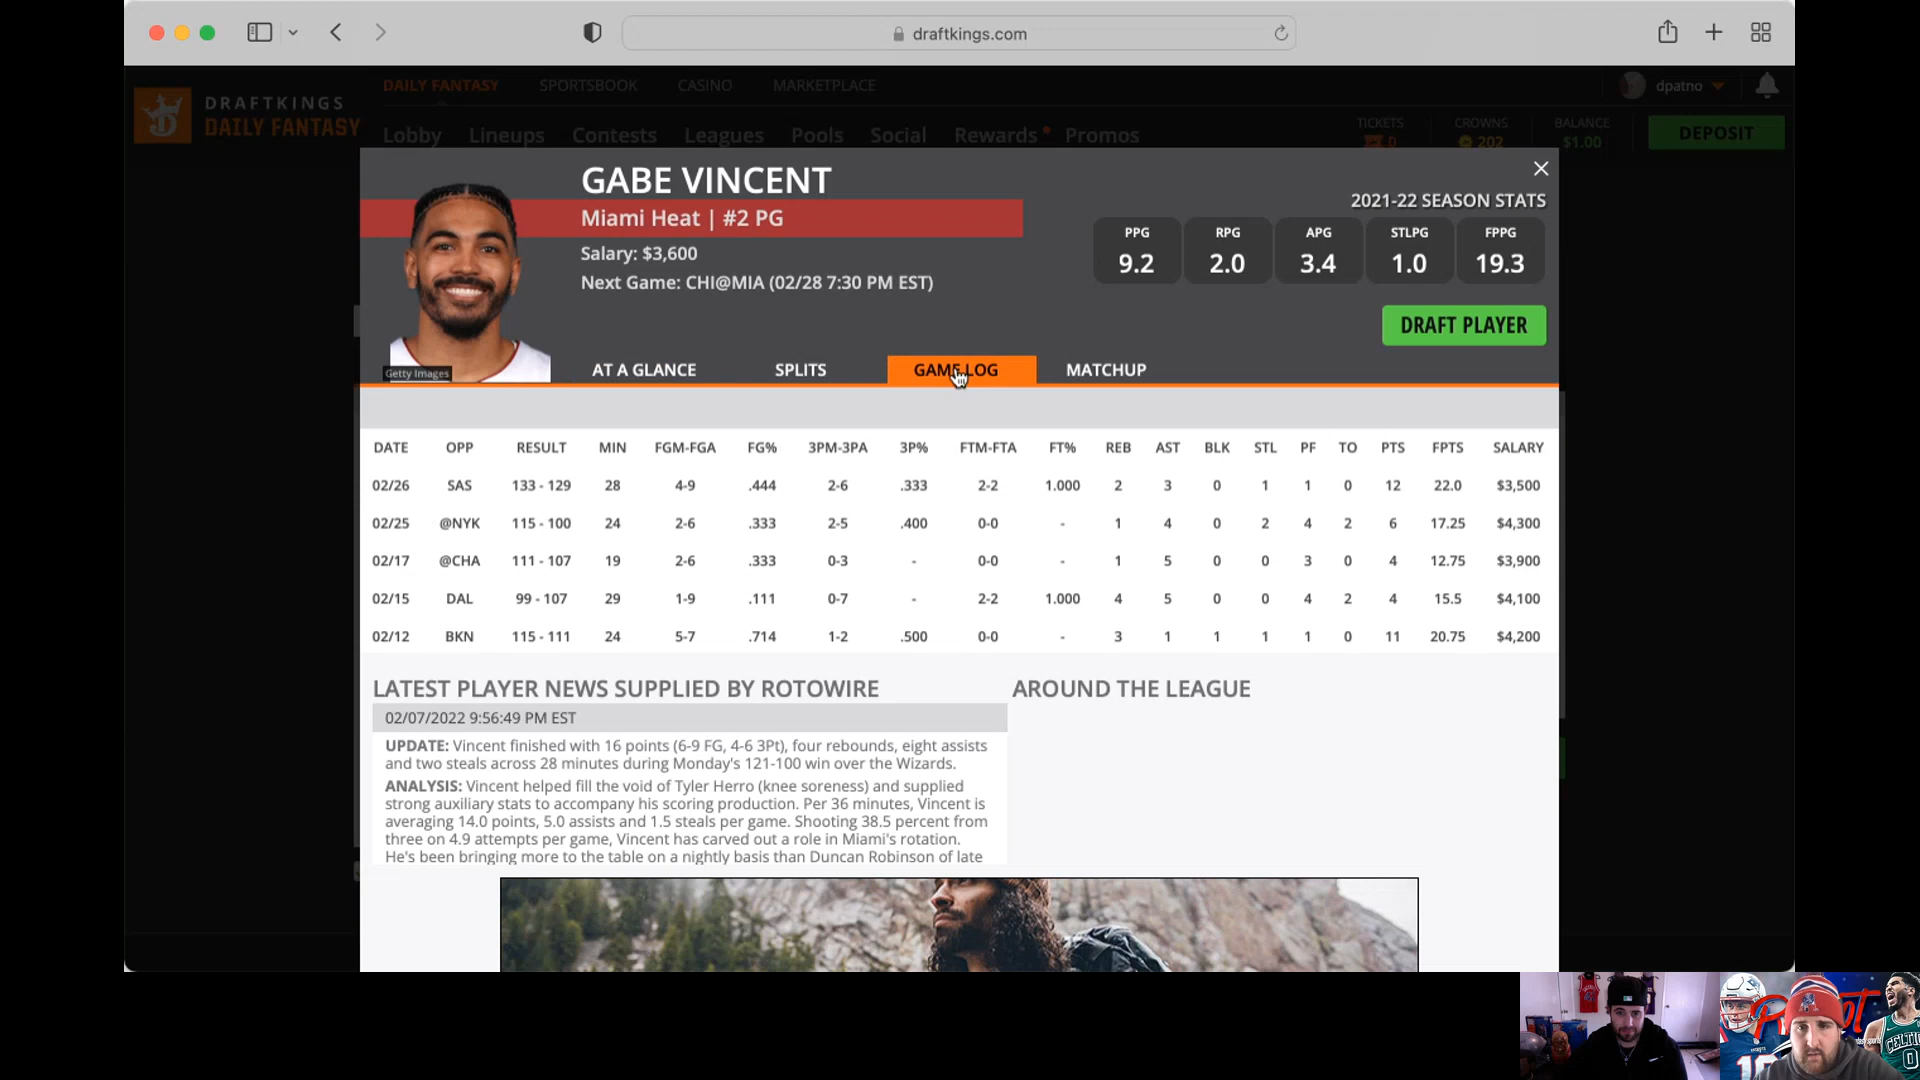 draftkings.com
DAILY FANTASY SPORTSBOOK CASINO MARKETPLACE
dpatno
DRAFTKINGS
DAILY FANTASY
Lobby Lineups Contests Leagues Pools Social Rewards Promos
TICKETS CROWNS BALANCE
0 202 $1.00
DEPOSIT
GABE VINCENT
Miami Heat | #2 PG
Salary: $3,600
Next Game: CHI@MIA (02/28 7:30 PM EST)
2021-22 SEASON STATS
PPG RPG APG STLPG FPPG
9.2 2.0 3.4 1.0 19.3
DRAFT PLAYER
Getty Images
AT A GLANCE SPLITS GAME LOG MATCHUP
DATE OPP RESULT MIN FGM-FGA FG% 3PM-3PA 3P% FTM-FTA FT% REB AST BLK STL PF TO PTS FPTS SALARY
02/26 SAS 133 - 129 28 4-9 .444 2-6 .333 2-2 1.000 2 3 0 1 1 0 12 22.0 $3,500
02/25 @NYK 115 - 100 24 2-6 .333 2-5 .400 0-0 - 1 4 0 2 4 2 6 17.25 $4,300
02/17 @CHA 111 - 107 19 2-6 .333 0-3 - 0-0 - 1 5 0 0 3 0 4 12.75 $3,900
02/15 DAL 99 - 107 29 1-9 .111 0-7 - 2-2 1.000 4 5 0 0 4 2 4 15.5 $4,100
02/12 BKN 115 - 111 24 5-7 .714 1-2 .500 0-0 - 3 1 1 1 1 0 11 20.75 $4,200
LATEST PLAYER NEWS SUPPLIED BY ROTOWIRE
02/07/2022 9:56:49 PM EST
UPDATE: Vincent finished with 16 points (6-9 FG, 4-6 3Pt), four rebounds, eight assists
and two steals across 28 minutes during Monday's 121-100 win over the Wizards.
ANALYSIS: Vincent helped fill the void of Tyler Herro (knee soreness) and supplied
strong auxiliary stats to accompany his scoring production. Per 36 minutes, Vincent is
averaging 14.0 points, 5.0 assists and 1.5 steals per game. Shooting 38.5 percent from
three on 4.9 attempts per game, Vincent has carved out a role in Miami's rotation.
He's been bringing more to the table on a nightly basis than Duncan Robinson of late
AROUND THE LEAGUE
CELTIC
0